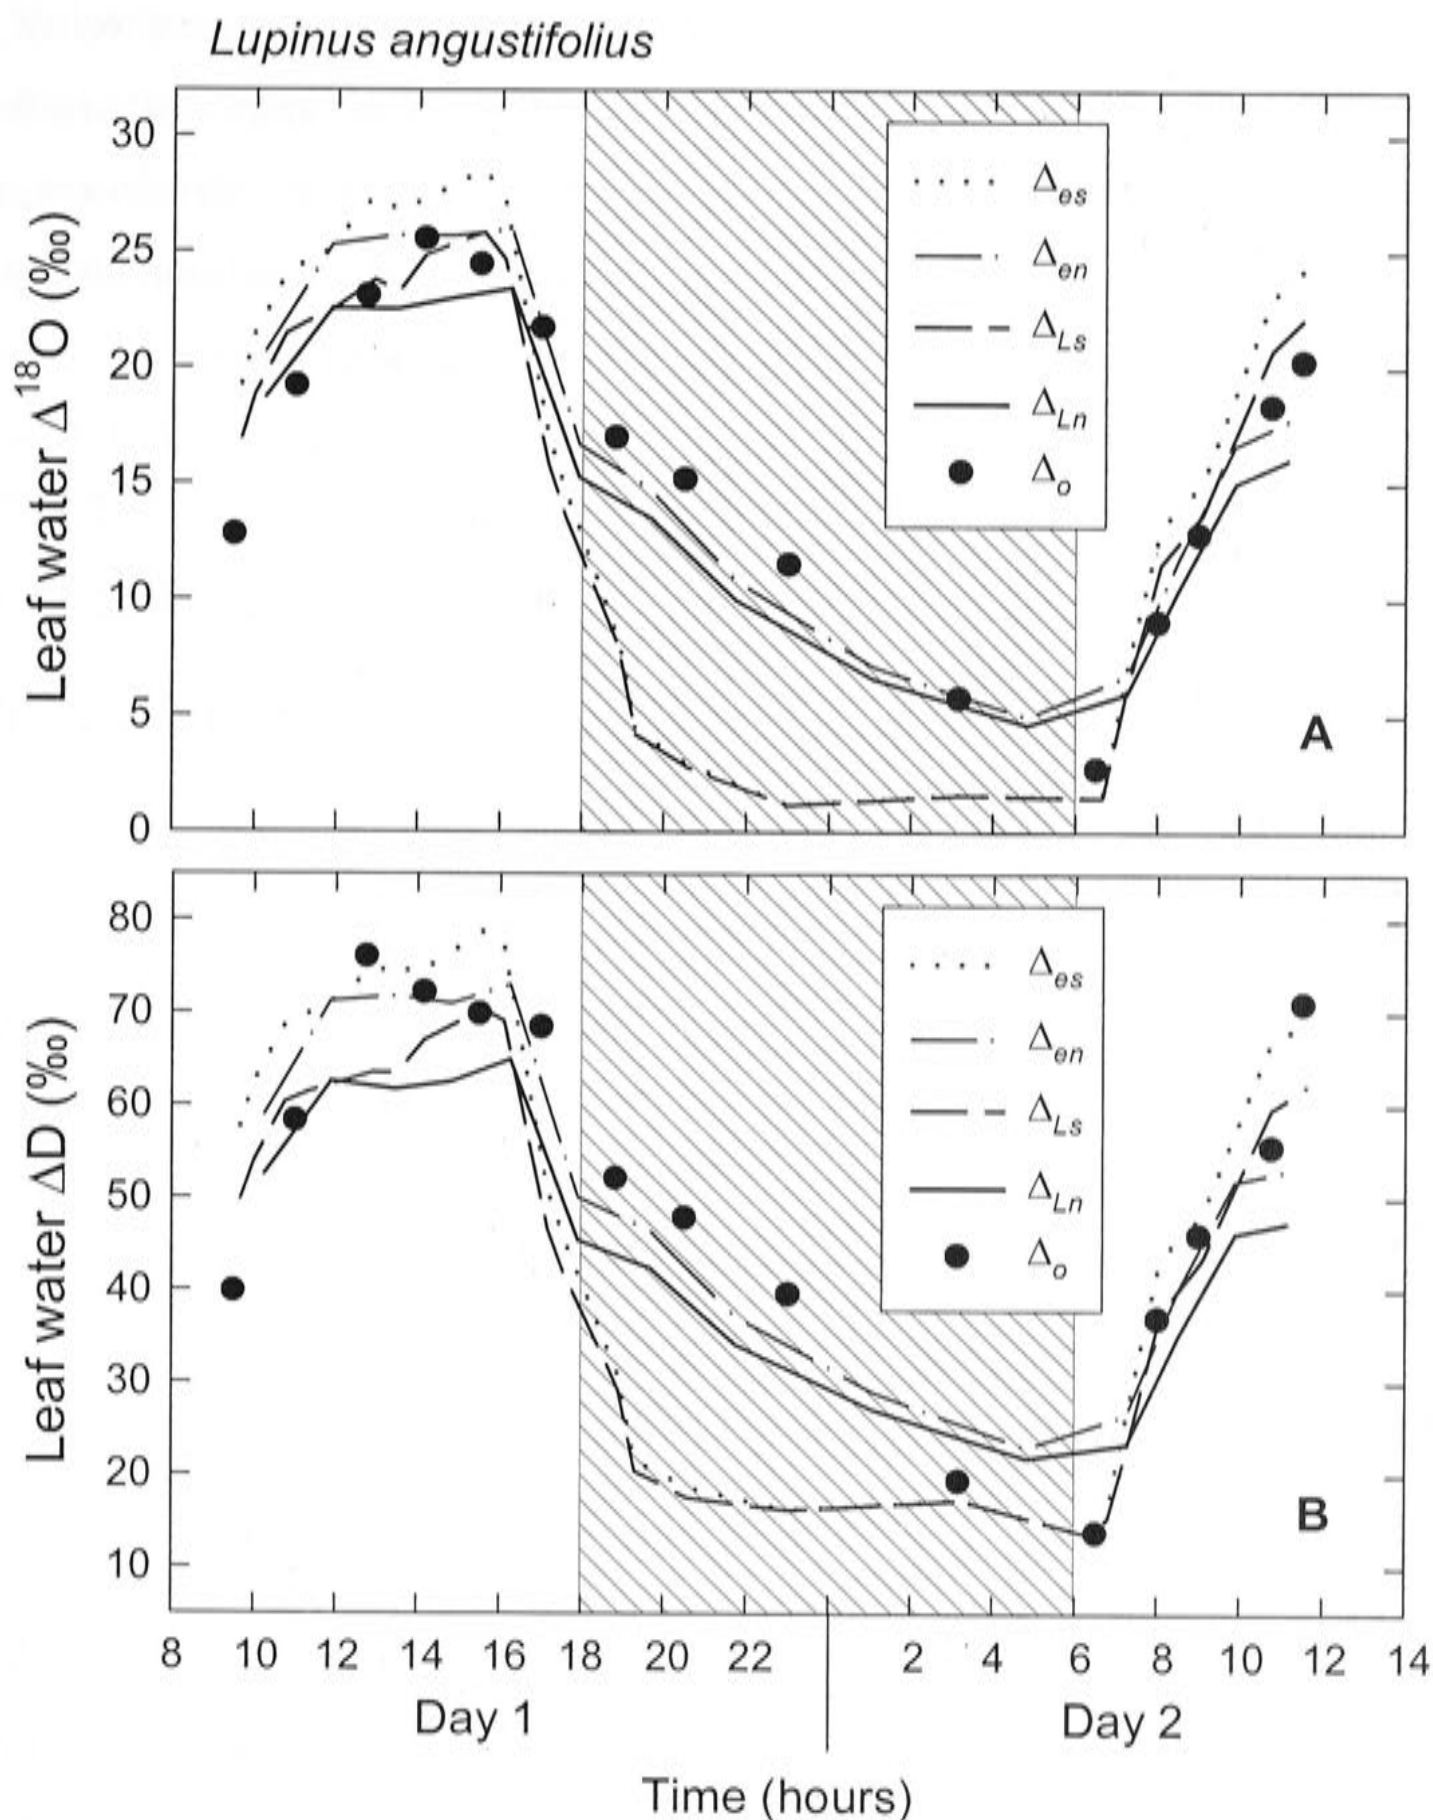 Lupinus angustifolius
Leaf water Δ ¹⁸O (‰)
30
25
20
15
10
5
0
Δes
Δen
ΔLs
ΔLn
Δo
A
Leaf water ΔD (‰)
80
70
60
50
40
30
20
10
Δes
Δen
ΔLs
ΔLn
Δo
B
8 10 12 14 16 18 20 22 2 4 6 8 10 12 14
Day 1 Day 2
Time (hours)